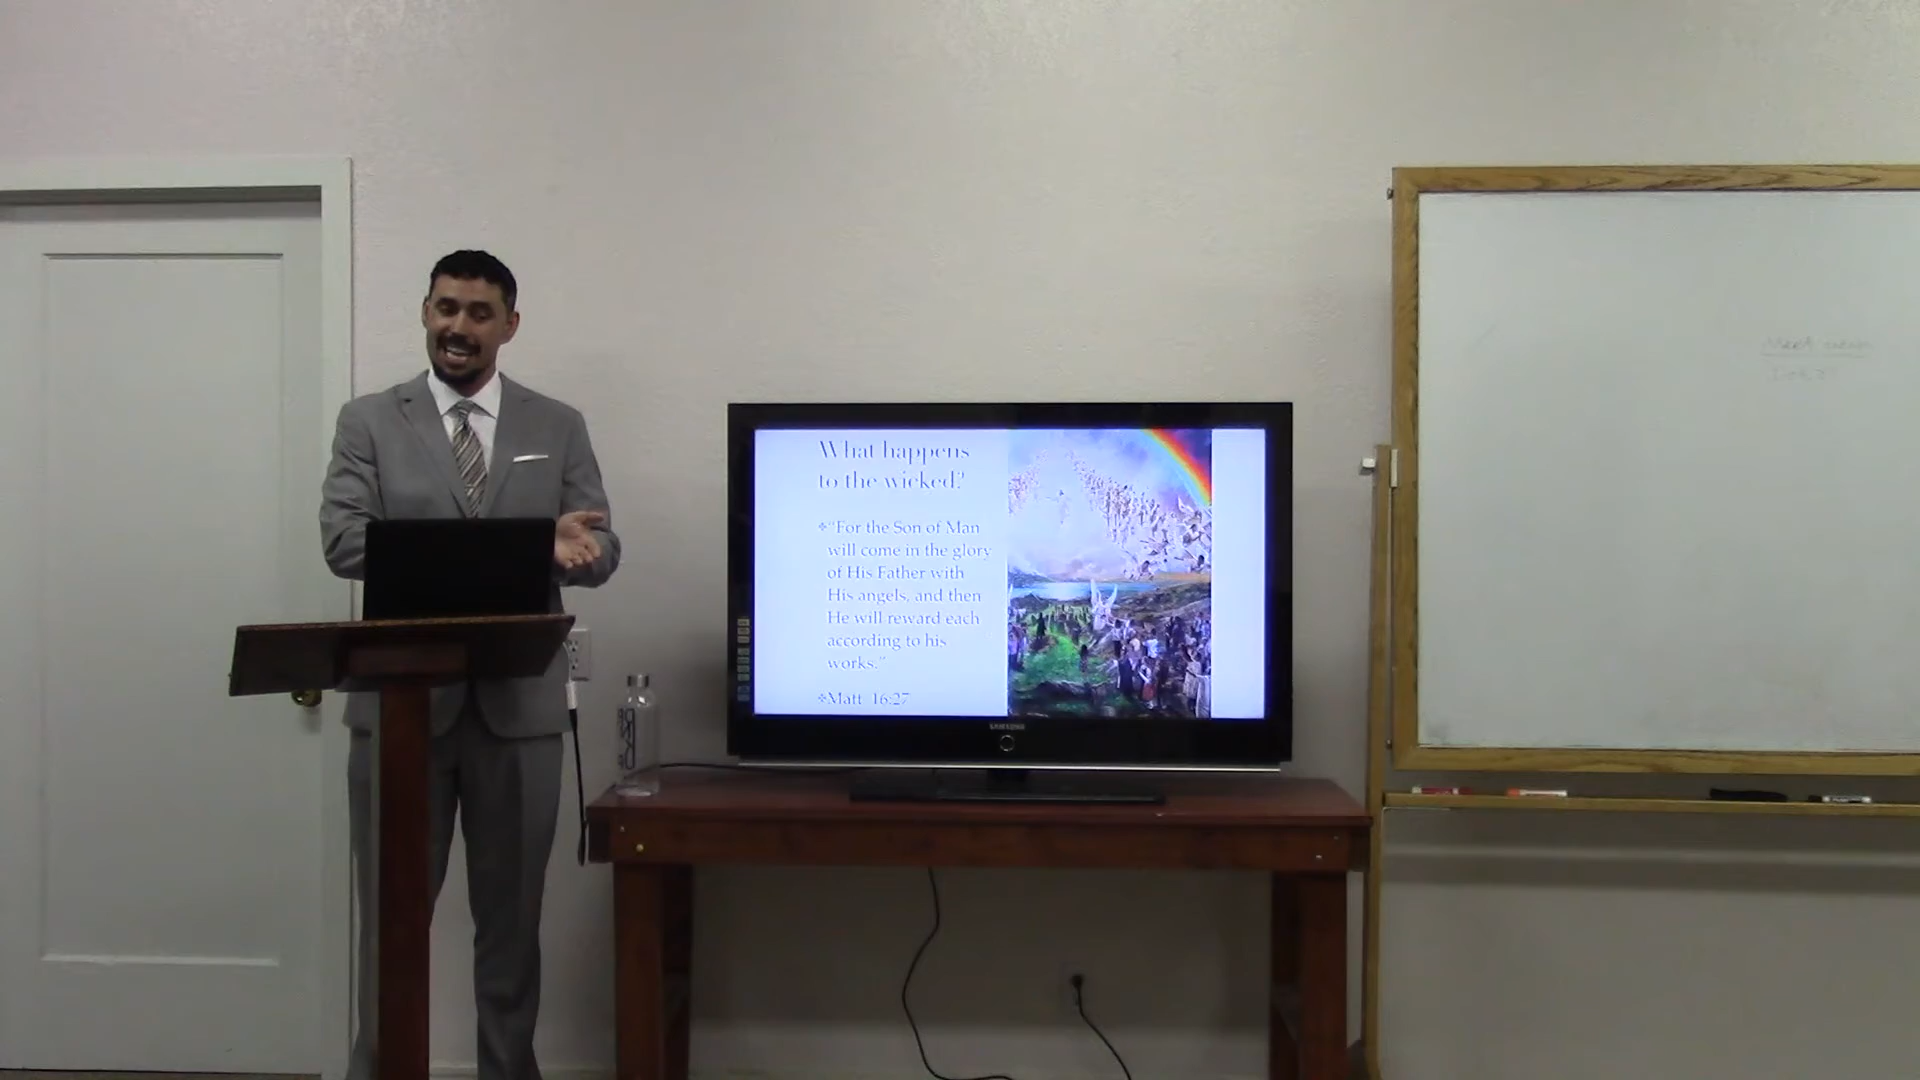 What happens
to the wicked?
❖"For the Son of Man
will come in the glory
of His Father with
His angels, and then
He will reward each
according to his
works."
❖Matt 16:27
SAMSUNG